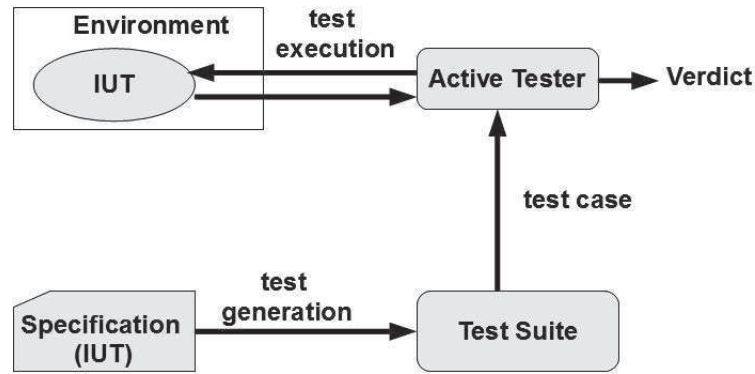 Environment
IUT
test
execution
Active Tester
Verdict
test case
Specification
(IUT)
test
generation
Test Suite